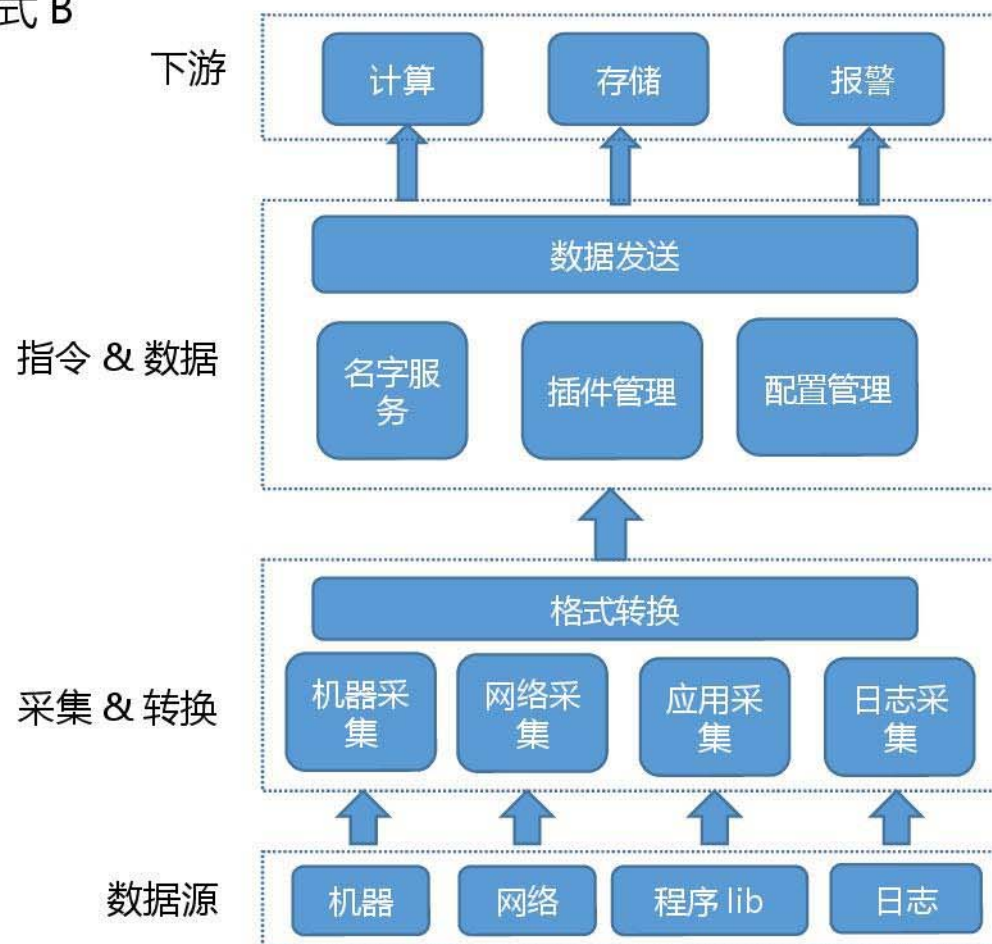 式 B
下游
计算
存储
报警
数据发送
指令 & 数据
名字服
务
插件管理
配置管理
格式转换
采集 & 转换
机器采
集
网络采
集
应用采
集
日志采
集
数据源
机器
网络
程序 lib
日志